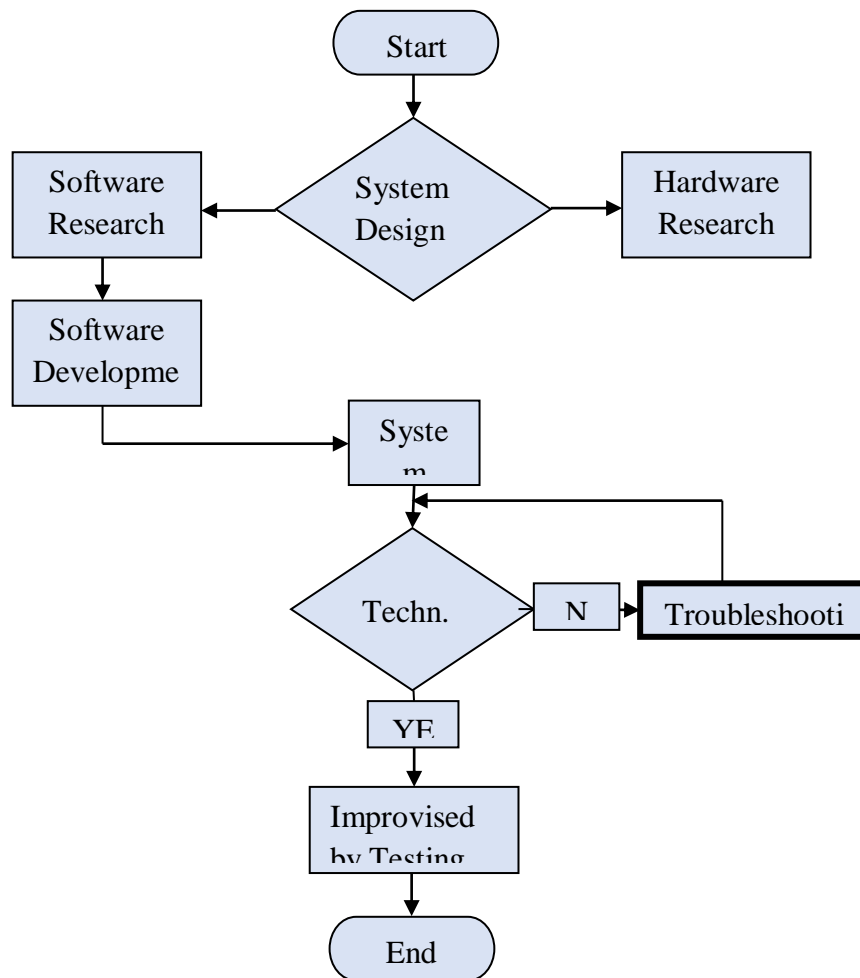 Start
System
Design
Software
Research
Hardware
Research
Software
Developme
Syste
m
Techn.
N
Troubleshooti
YE
Improvised
by Testing
End